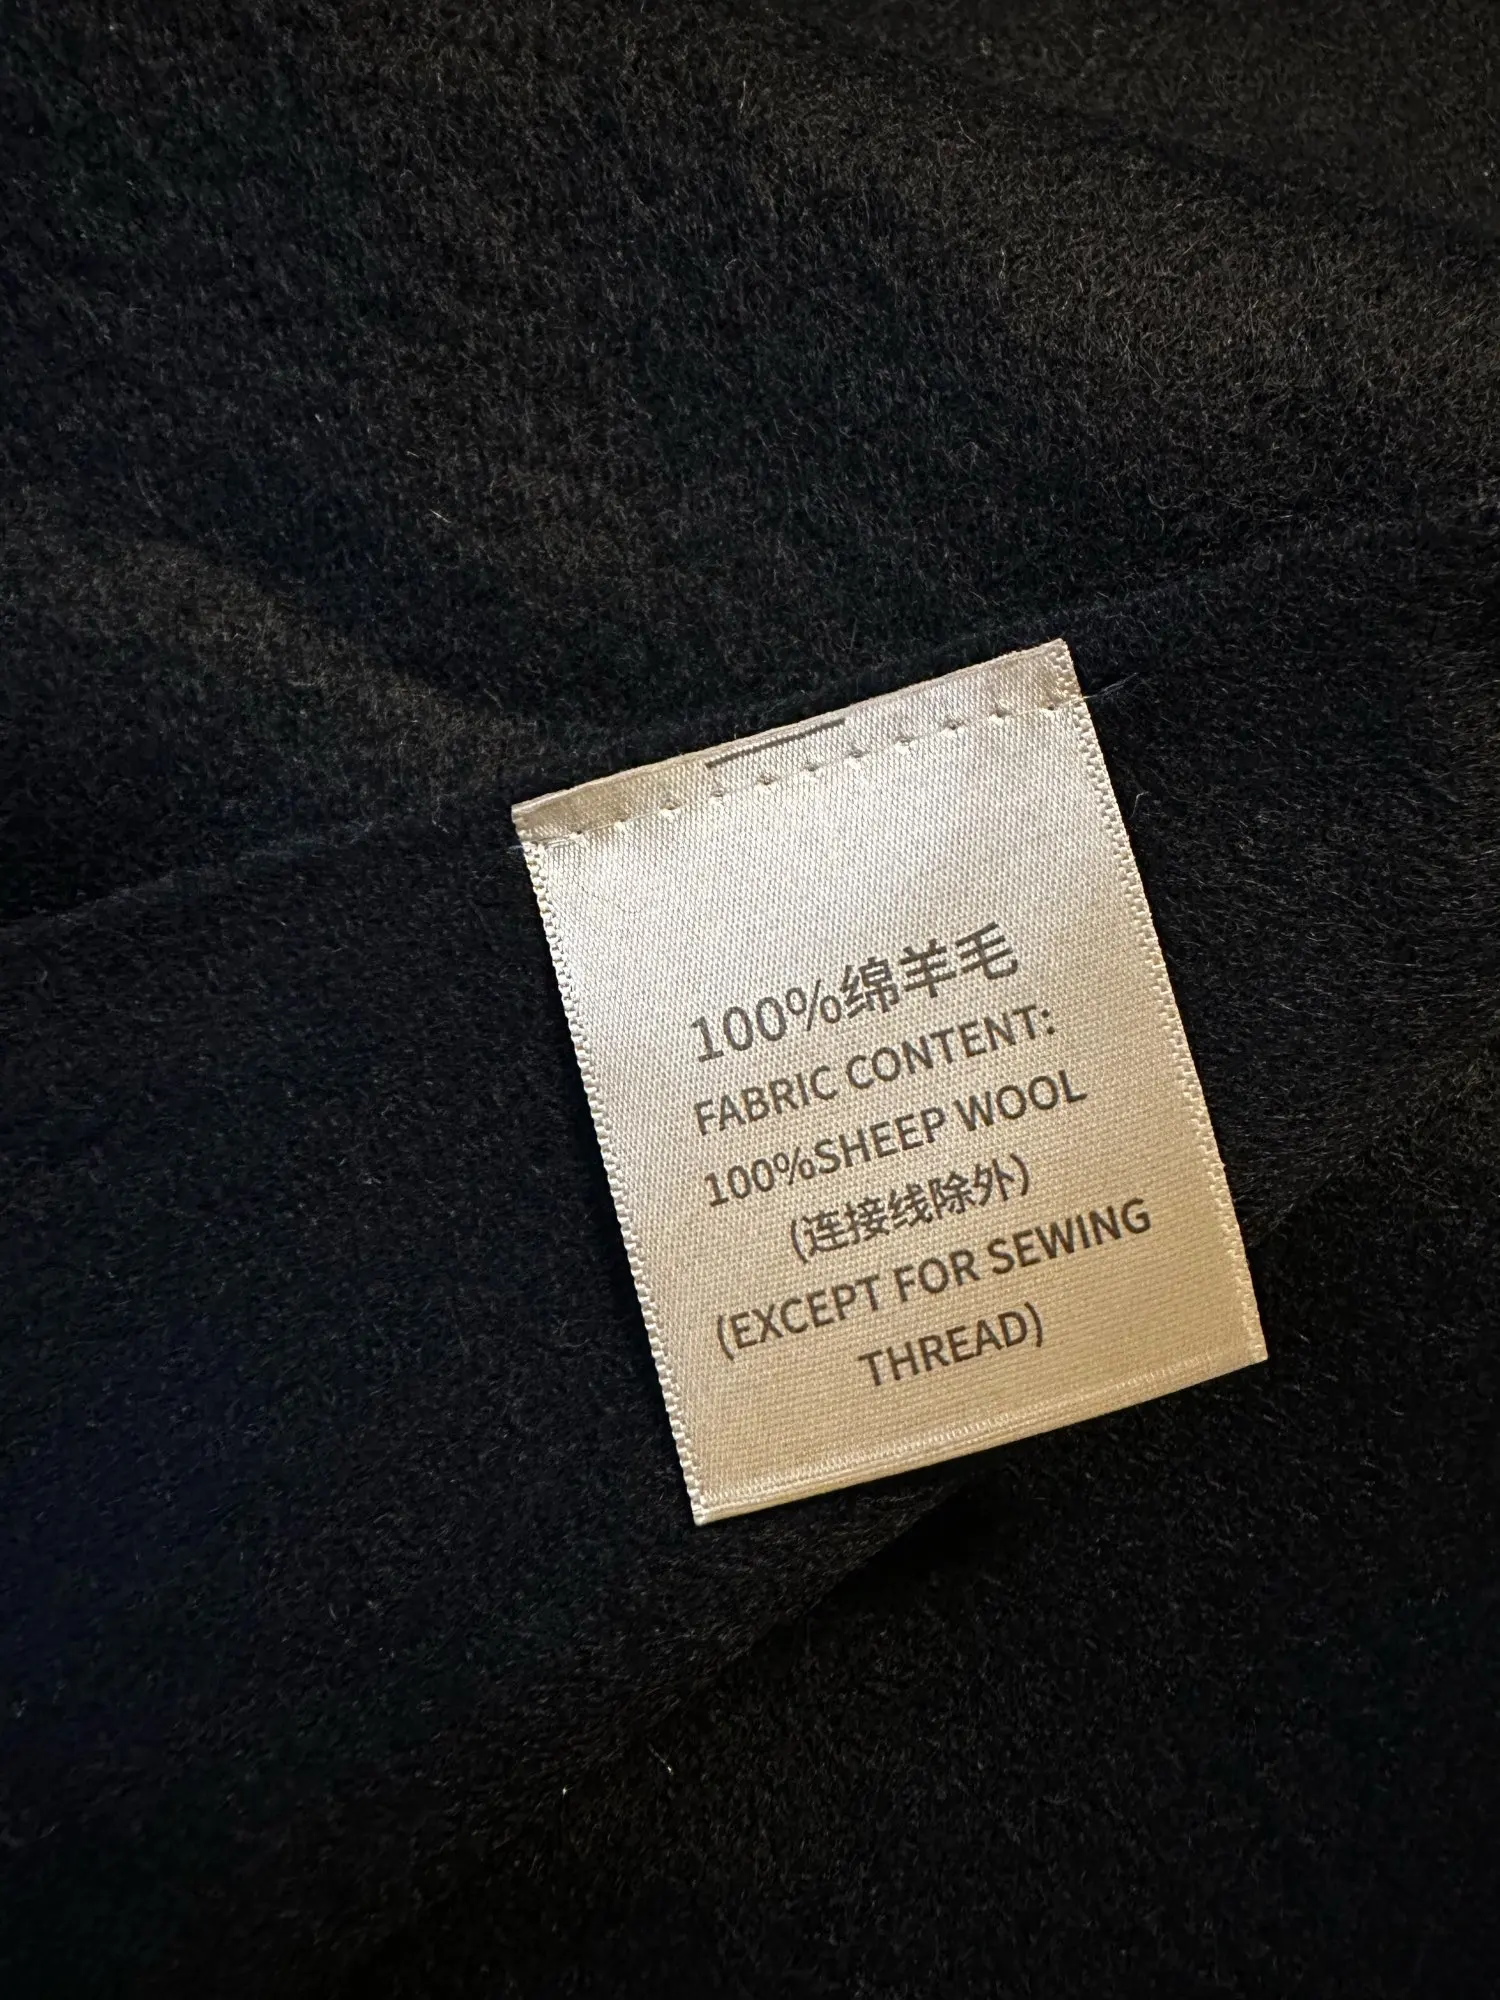 100%绵羊毛
FABRIC CONTENT:
100%SHEEP WOOL
(连接线除外)
(EXCEPT FOR SEWING
THREAD)